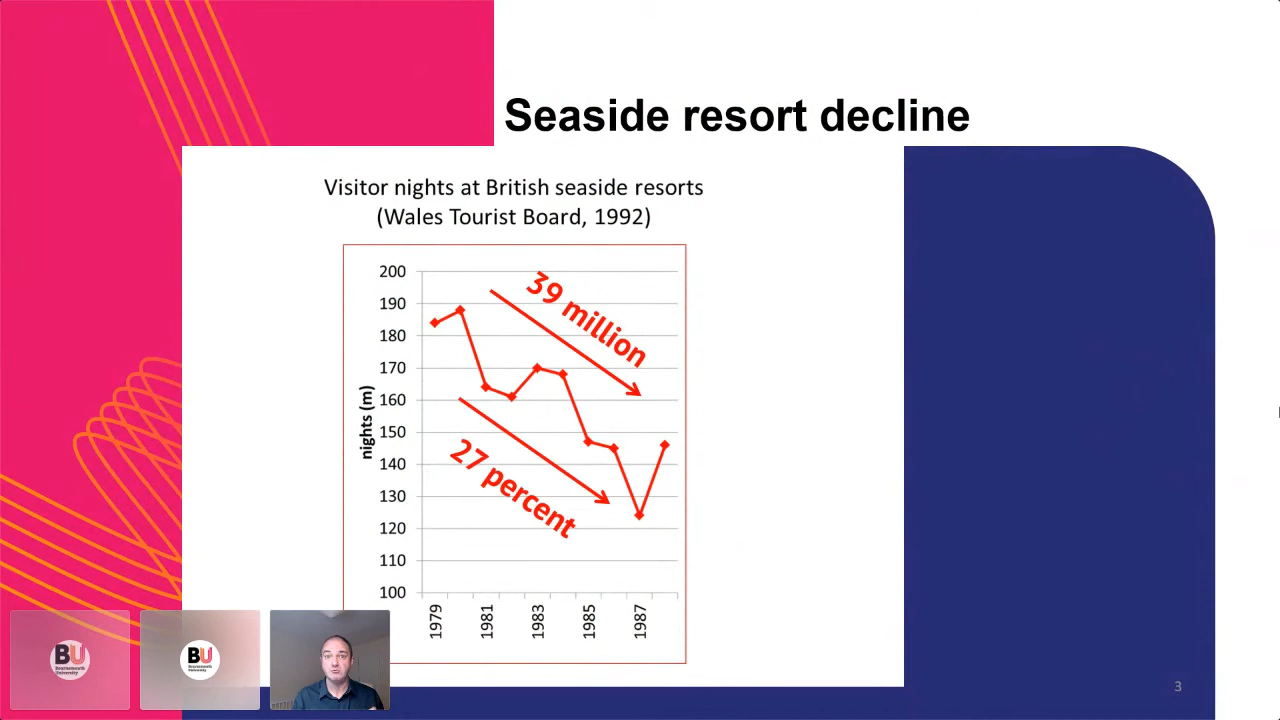 Seaside resort decline
Visitor nights at British seaside resorts
(Wales Tourist Board, 1992)
200
190
180
170
160
150
140
130
120
110
100
nights (m)
39 million
27 percent
1979
1981
1983
1985
1987
BU
Bournemouth
University
BU
Bournemouth
University
3